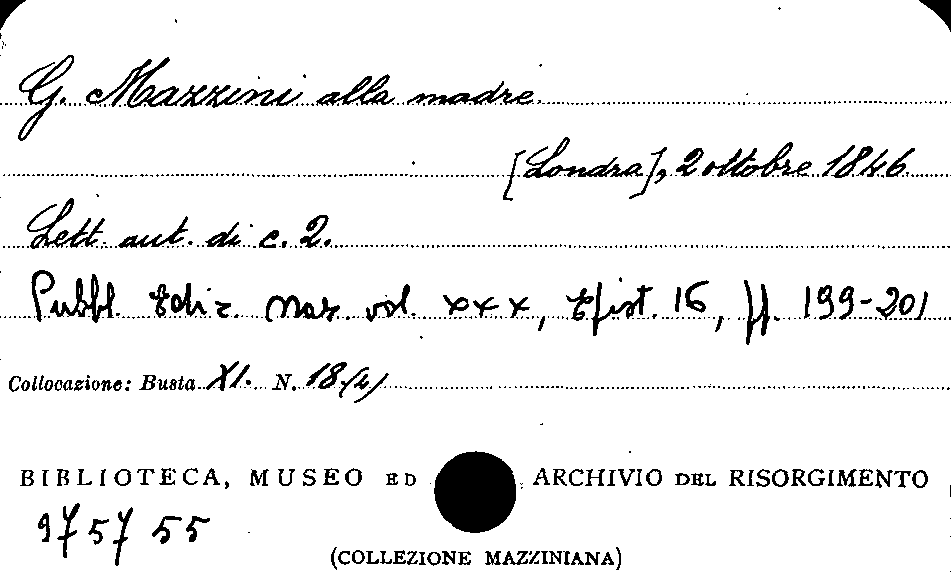 G. Mazzini alla madre
[Londra], 2 ottobre 1846
Lett. aut. di c. 2.
Pubbl. Ediz. Naz. vol. XXX, Epist. 16, pp. 199-201
Collocazione: Busta XI. N. 18(4)
BIBLIOTECA, MUSEO ED ARCHIVIO DEL RISORGIMENTO
975755
(COLLEZIONE MAZZINIANA)